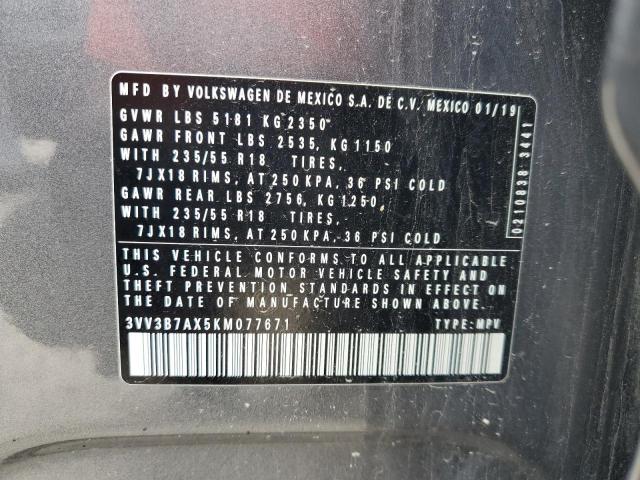 MFD BY VOLKSWAGEN DE MEXICO S.A. DE C.V. MEXICO 01/19
GVWR LBS 5181 KG 2350
GAWR FRONT LBS 2535, KG 1150
WITH 235/55 R18 TIRES,
7JX18 RIMS, AT 250 KPA, 36 PSI COLD
GAWR REAR LBS 2756, KG 1250,
WITH 235/55 R18 TIRES,
7JX18 RIMS, AT 250 KPA, 36 PSI COLD
THIS VEHICLE CONFORMS TO ALL APPLICABLE
U.S. FEDERAL MOTOR VEHICLE SAFETY AND
THEFT PREVENTION STANDARDS IN EFFECT ON
THE DATE OF MANUFACTURE SHOWN ABOVE.
3VV3B7AX5KM077671 TYPE: MPV
0210838 3441